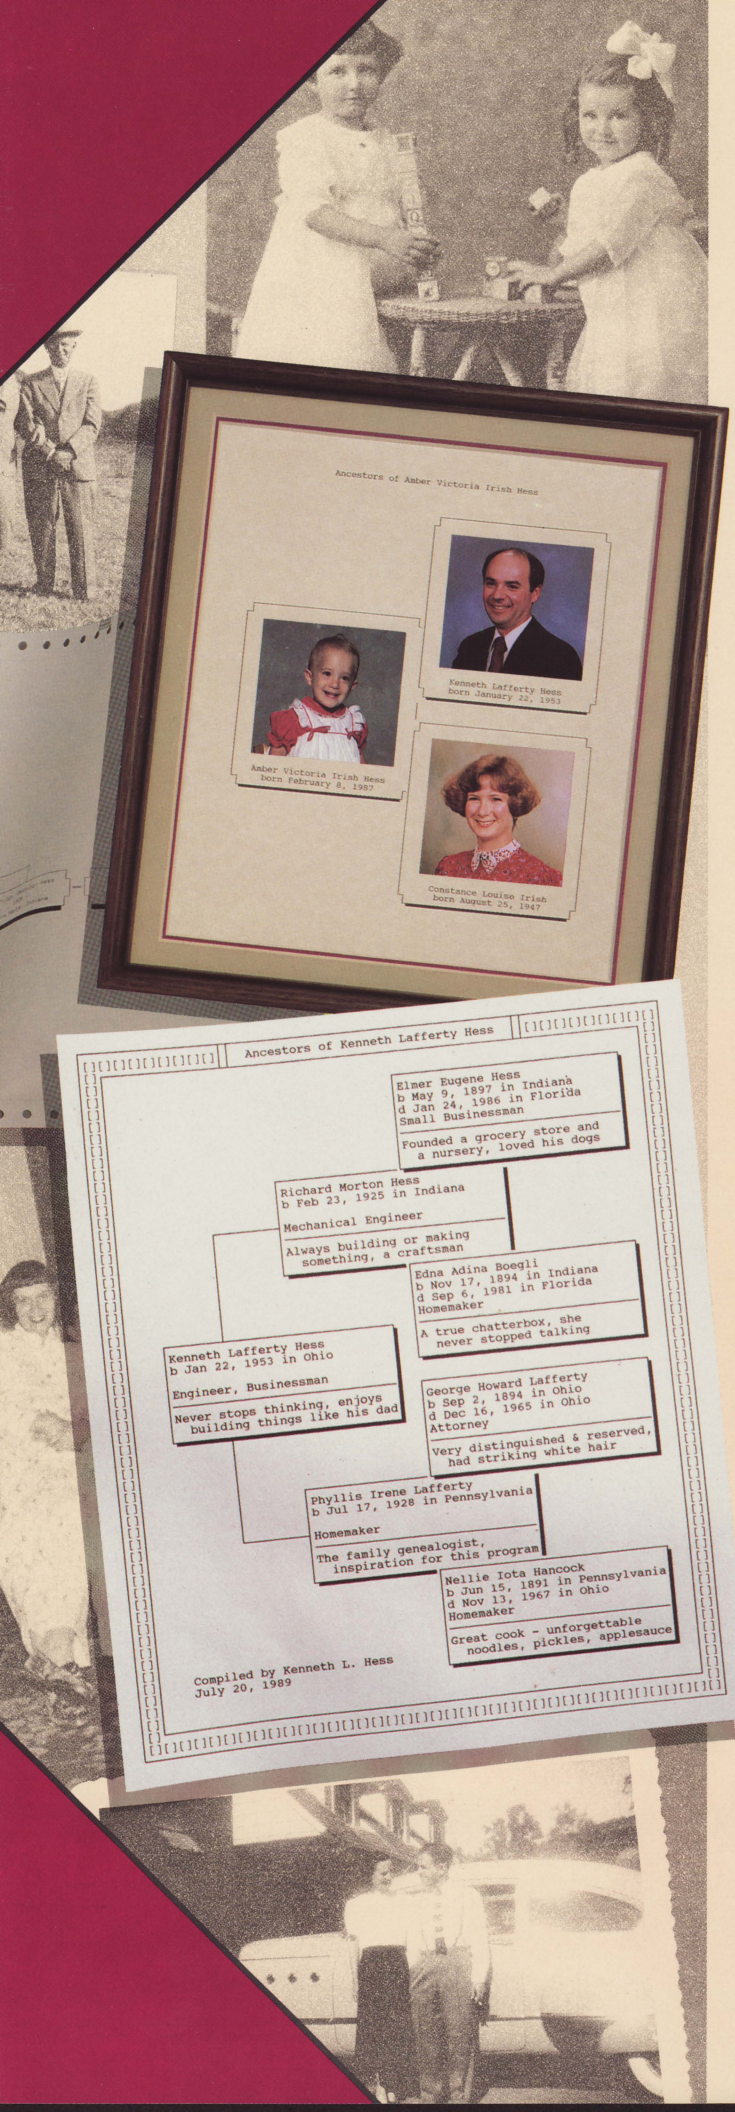 Ancestors of Amber Victoria Irish Hess
Kenneth Lafferty Hess
born January 22, 1953
Amber Victoria Irish Hess
born February 8, 1987
Constance Louise Irish
born August 25, 1947
Ancestors of Kenneth Lafferty Hess
Elmer Eugene Hess
b May 9, 1897 in Indiana
d Jan 24, 1986 in Florida
Small Businessman
Founded a grocery store and
a nursery, loved his dogs
Richard Morton Hess
b Feb 23, 1925 in Indiana
Mechanical Engineer
Always building or making
something, a craftsman
Edna Adina Boegli
b Nov 17, 1894 in Indiana
d Sep 6, 1981 in Florida
Homemaker
A true chatterbox, she
never stopped talking
Kenneth Lafferty Hess
b Jan 22, 1953 in Ohio
Engineer, Businessman
Never stops thinking, enjoys
building things like his dad
George Howard Lafferty
b Sep 2, 1894 in Ohio
d Dec 16, 1965 in Ohio
Attorney
Very distinguished & reserved,
had striking white hair
Phyllis Irene Lafferty
b Jul 17, 1928 in Pennsylvania
Homemaker
The family genealogist,
inspiration for this program
Nellie Iota Hancock
b Jun 15, 1891 in Pennsylvania
d Nov 13, 1967 in Ohio
Homemaker
Great cook - unforgettable
noodles, pickles, applesauce
Compiled by Kenneth L. Hess
July 20, 1989